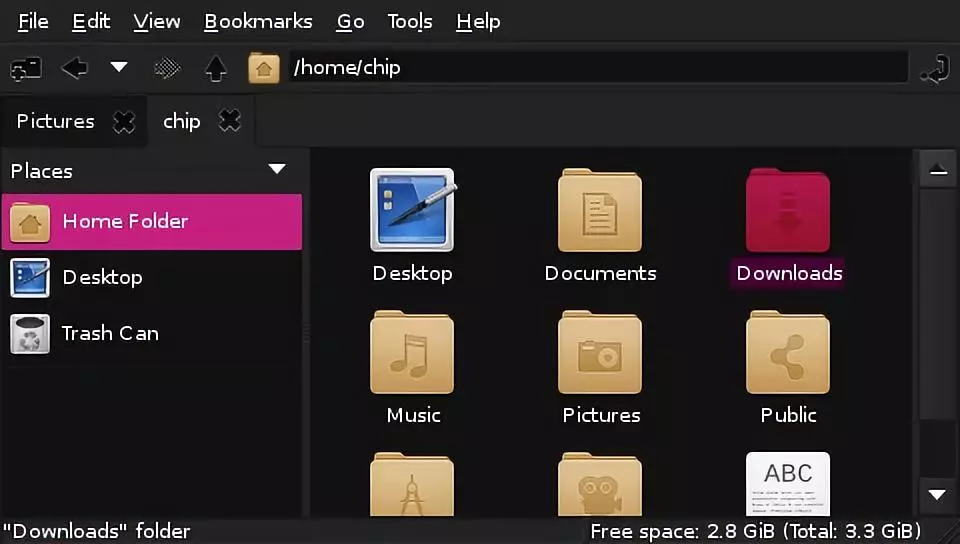 File Edit View Bookmarks Go Tools Help
/home/chip
Pictures chip
Places
Home Folder
Desktop
Trash Can
Desktop Documents Downloads
Music Pictures Public
ABC
"Downloads" folder Free space: 2.8 GiB (Total: 3.3 GiB)